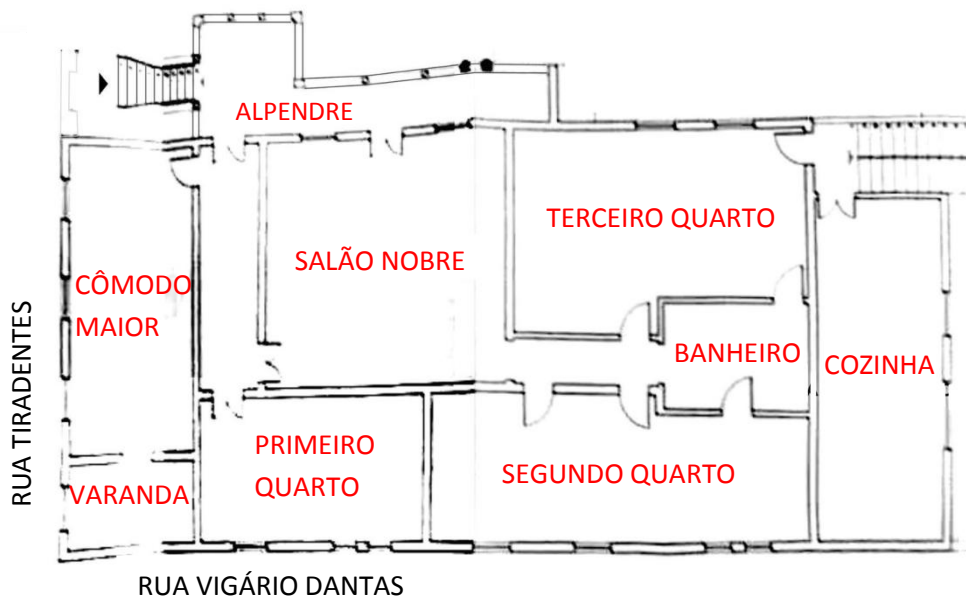 ALPENDRE
TERCEIRO QUARTO
SALÃO NOBRE
CÔMODO
MAIOR
BANHEIRO
COZINHA
PRIMEIRO
QUARTO
SEGUNDO QUARTO
VARANDA
RUA TIRADENTES
RUA VIGÁRIO DANTAS